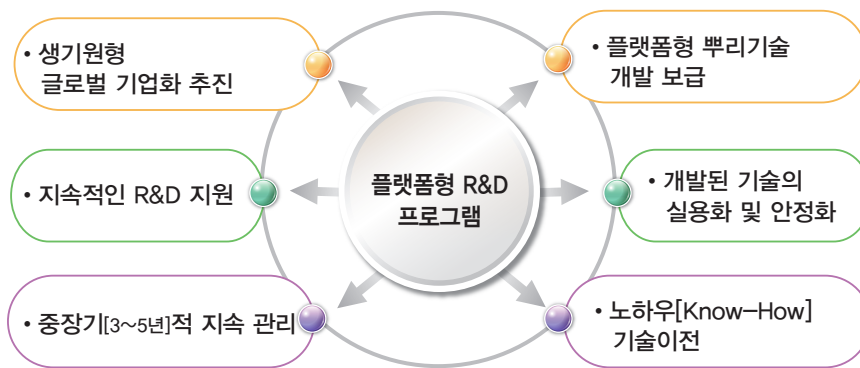 • 생기원형
글로벌 기업화 추진
• 플랫폼형 뿌리기술
개발 보급
• 지속적인 R&D 지원
플랫폼형 R&D
프로그램
• 개발된 기술의
실용화 및 안정화
• 중장기[3~5년]적 지속 관리
• 노하우[Know-How]
기술이전